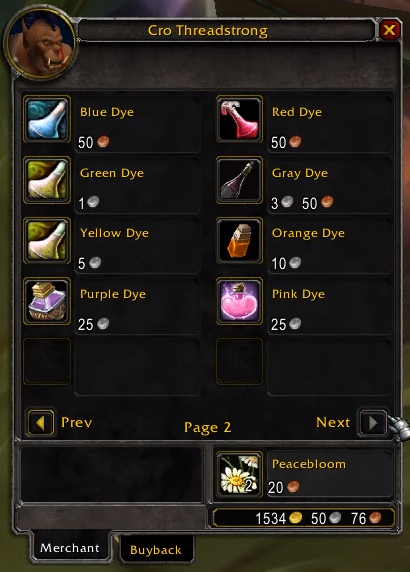 Cro Threadstrong
Blue Dye
50
Red Dye
50
Green Dye
1
Gray Dye
3 50
Yellow Dye
5
Orange Dye
10
Purple Dye
25
Pink Dye
25
Prev
Page 2
Next
Peacebloom
2
20
1534 50 76
Merchant
Buyback